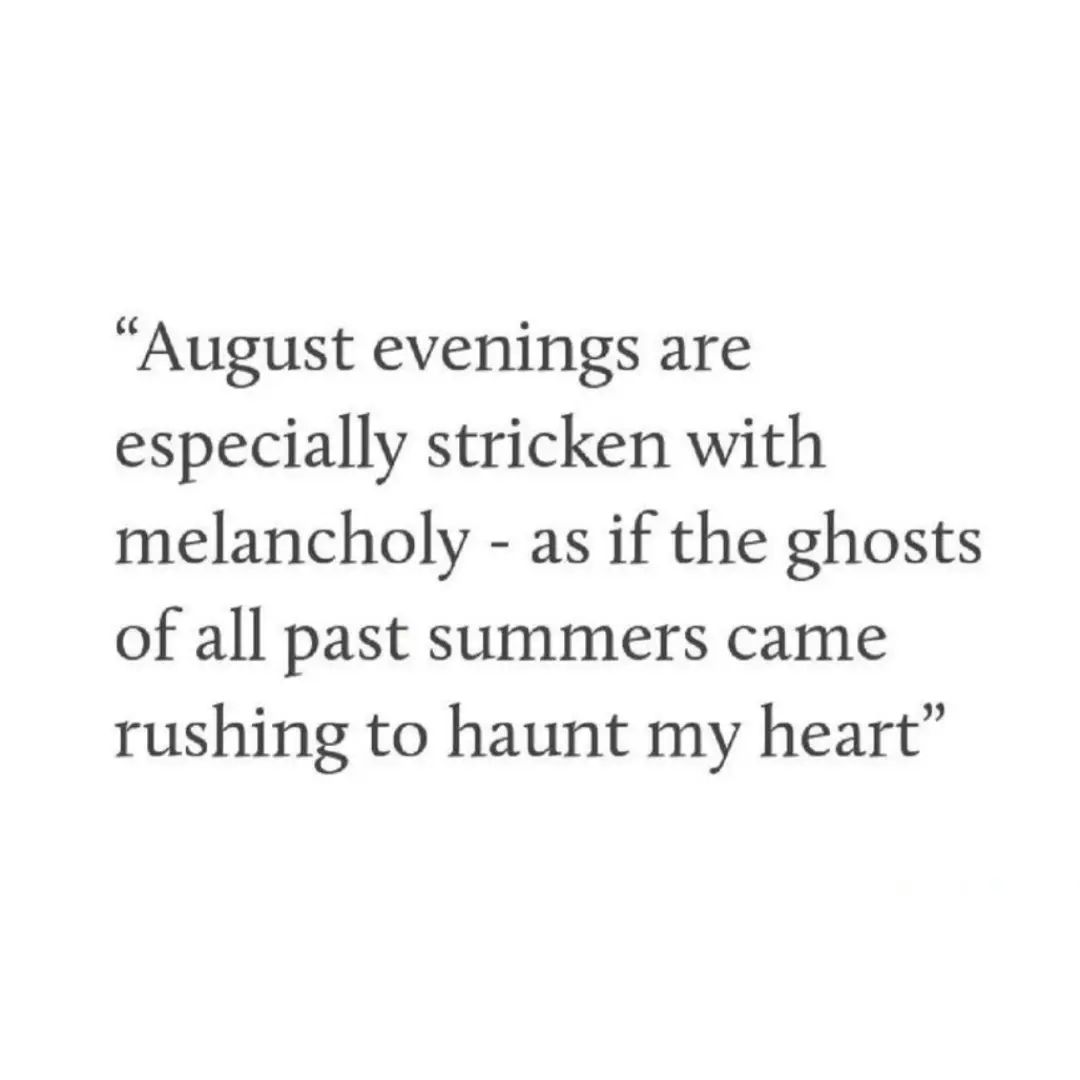 “August evenings are
especially stricken with
melancholy - as if the ghosts
of all past summers came
rushing to haunt my heart”